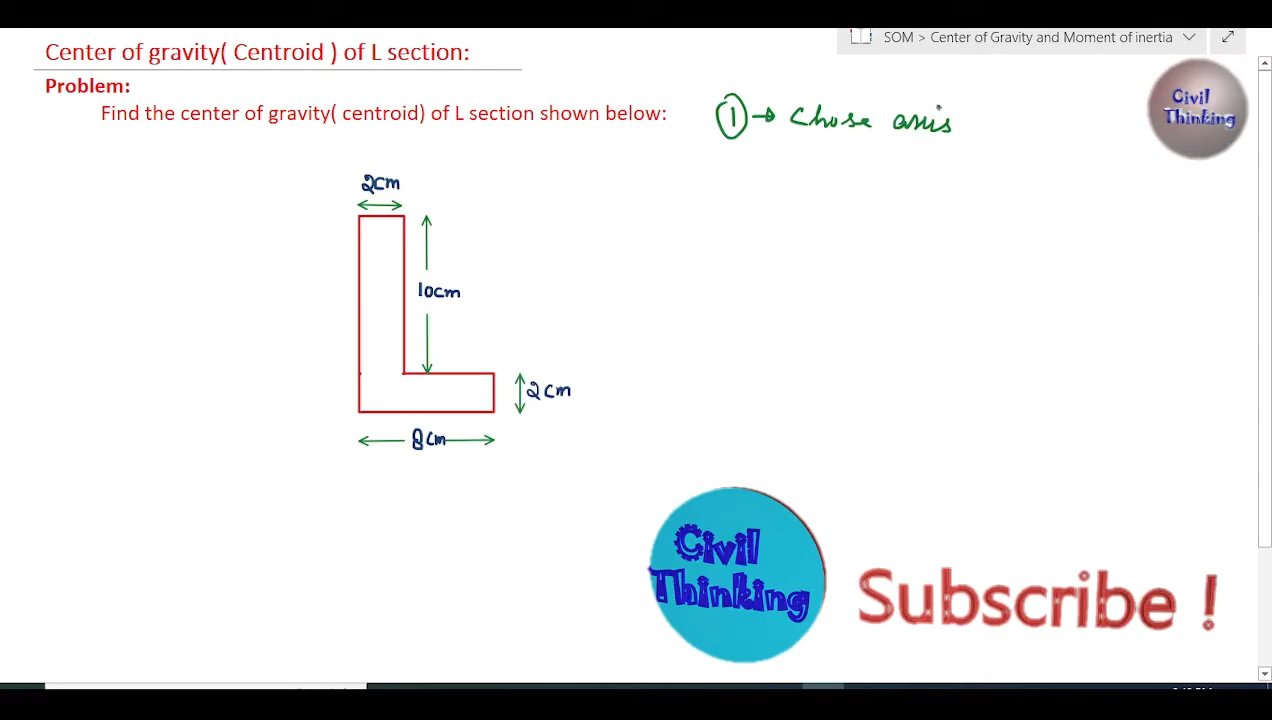 SOM > Center of Gravity and Moment of inertia
Center of gravity( Centroid ) of L section:
Problem:
Find the center of gravity( centroid) of L section shown below:
① → Chose axis
Civil
Thinking
2cm
10cm
2cm
8cm
Civil
Thinking
Subscribe !